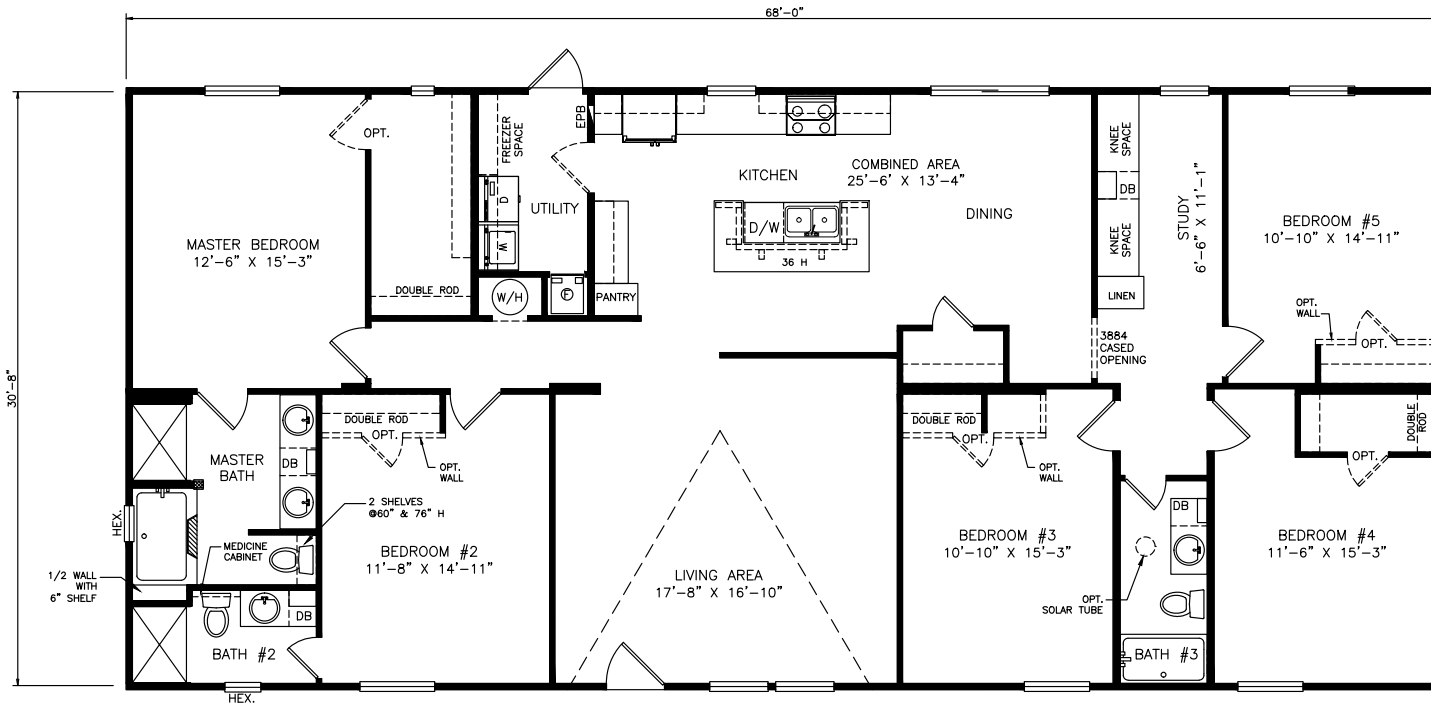 68'-0"
30'-8"
MASTER BEDROOM
12'-6" X 15'-3"
OPT.
DOUBLE ROD
FREEZER
SPACE
D
W
UTILITY
W/H
F
EPB
PANTRY
KITCHEN
COMBINED AREA
25'-6' X 13'-4"
DINING
D/W
36 H
KNEE
SPACE
DB
KNEE
SPACE
LINEN
STUDY
6'-6" X 11'-1"
3884
CASED
OPENING
BEDROOM #5
10'-10" X 14'-11"
OPT.
WALL
OPT.
MASTER
BATH
DB
HEX.
1/2 WALL
WITH
6" SHELF
MEDICINE
CABINET
2 SHELVES
@60" & 76" H
BATH #2
DB
HEX.
DOUBLE ROD
OPT.
OPT.
WALL
BEDROOM #2
11'-8" X 14'-11"
LIVING AREA
17'-8" X 16'-10"
DOUBLE ROD
OPT.
OPT.
WALL
BEDROOM #3
10'-10" X 15'-3"
DB
OPT.
SOLAR TUBE
BATH #3
DOUBLE
ROD
OPT.
BEDROOM #4
11'-6" X 15'-3"